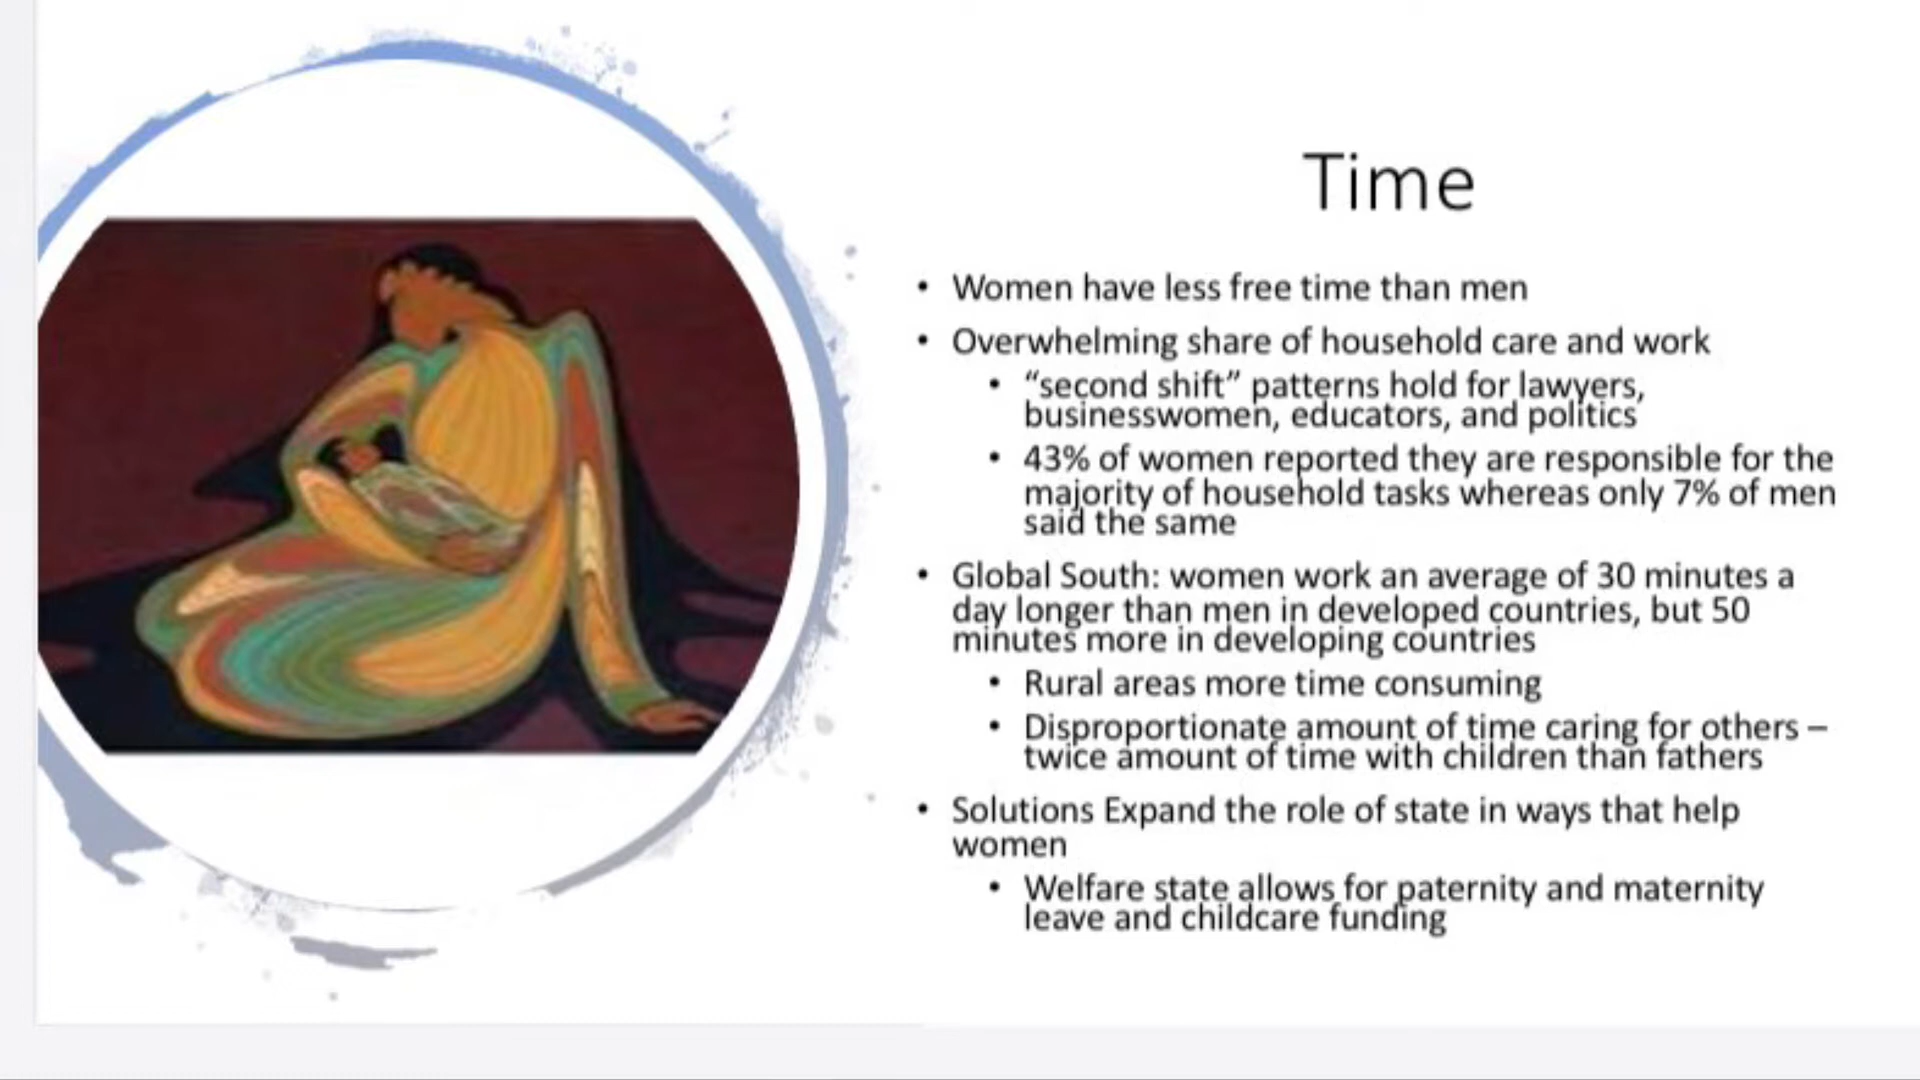 Time
• Women have less free time than men
• Overwhelming share of household care and work
• “second shift” patterns hold for lawyers,
businesswomen, educators, and politics
• 43% of women reported they are responsible for the
majority of household tasks whereas only 7% of men
said the same
• Global South: women work an average of 30 minutes a
day longer than men in developed countries, but 50
minutes more in developing countries
• Rural areas more time consuming
• Disproportionate amount of time caring for others –
twice amount of time with children than fathers
• Solutions Expand the role of state in ways that help
women
• Welfare state allows for paternity and maternity
leave and childcare funding